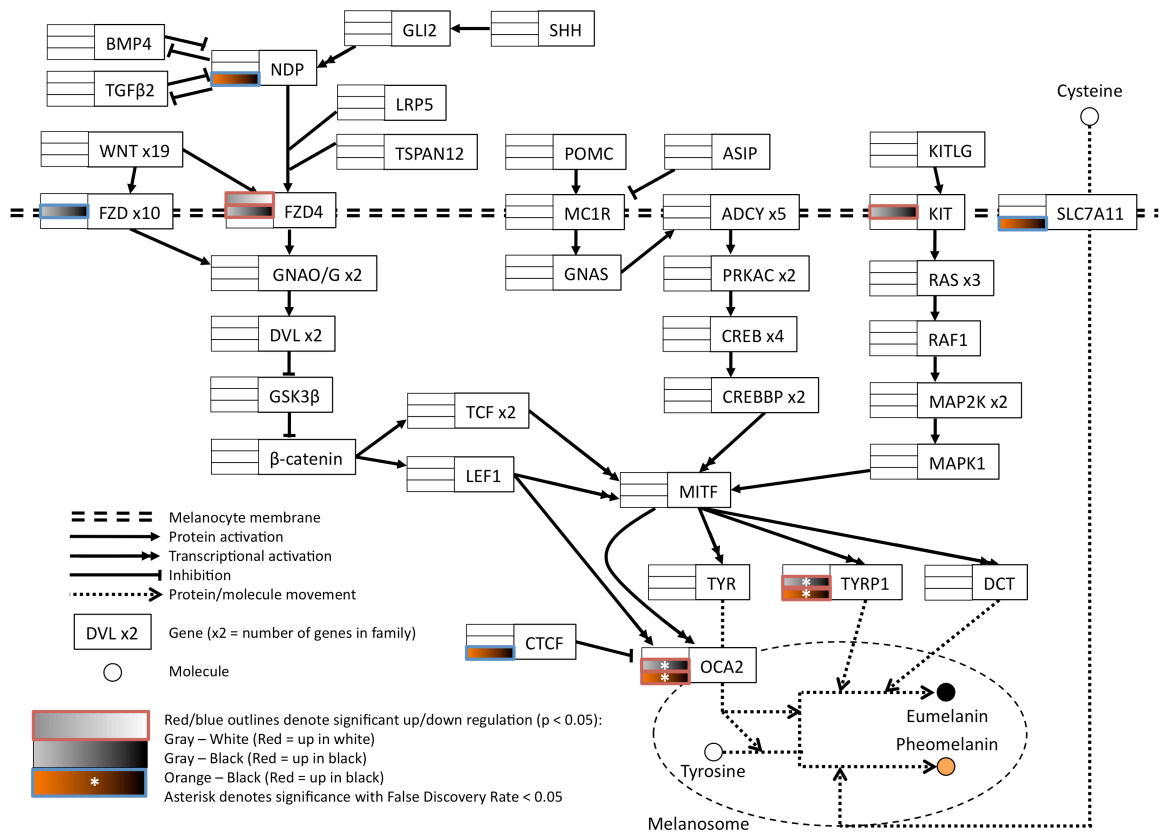 GLI2
SHH
BMP4
NDP
TGFβ2
LRP5
Cysteine
WNT x19
TSPAN12
POMC
ASIP
KITLG
FZD x10
FZD4
MC1R
ADCY x5
KIT
SLC7A11
GNAO/G x2
GNAS
PRKAC x2
RAS x3
DVL x2
CREB x4
RAF1
GSK3β
TCF x2
CREBBP x2
MAP2K x2
β-catenin
LEF1
MITF
MAPK1
Melanocyte membrane
Protein activation
Transcriptional activation
Inhibition
Protein/molecule movement
TYR
TYRP1
*
*
DCT
DVL x2
Gene (x2 = number of genes in family)
CTCF
OCA2
*
*
Molecule
Eumelanin
Pheomelanin
Tyrosine
Melanosome
Red/blue outlines denote significant up/down regulation (p < 0.05):
Gray – White (Red = up in white)
Gray – Black (Red = up in black)
Orange – Black (Red = up in black)
*
Asterisk denotes significance with False Discovery Rate < 0.05